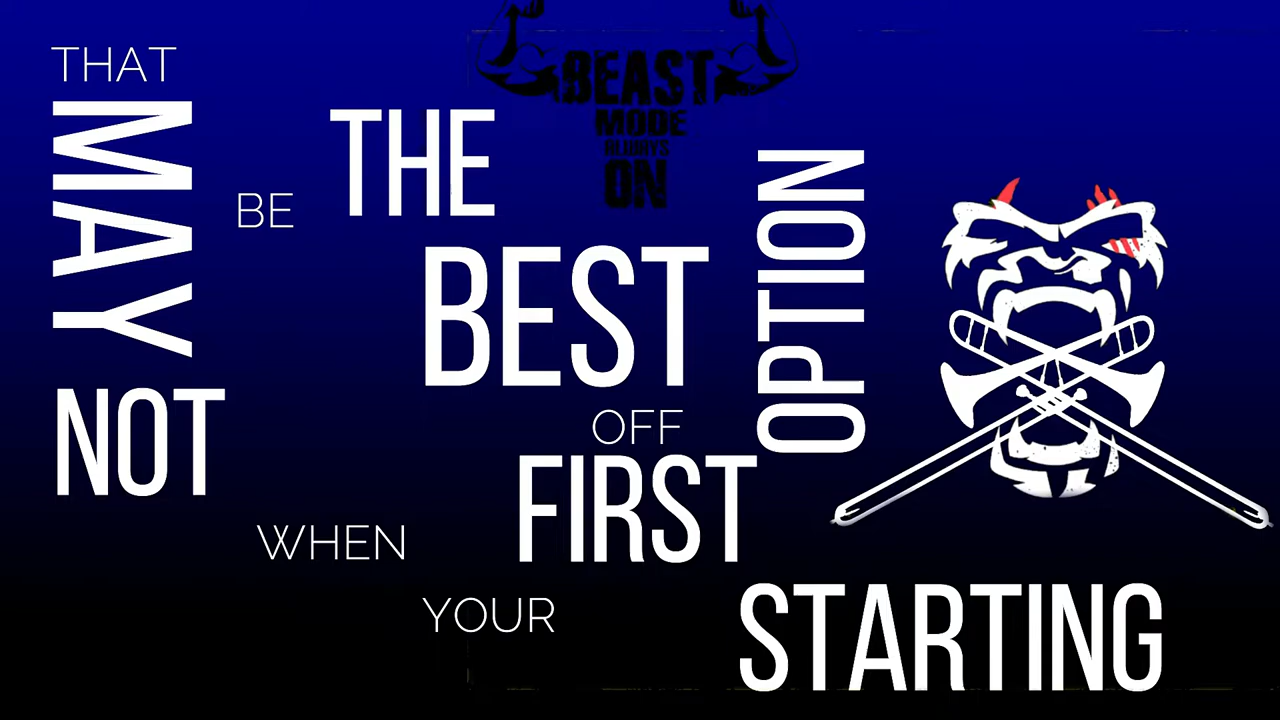 THAT
MAY
NOT
BE
THE
BEST
OPTION
WHEN
YOUR
FIRST
STARTING
OFF
BEAST
MODE
ALWAYS
ON